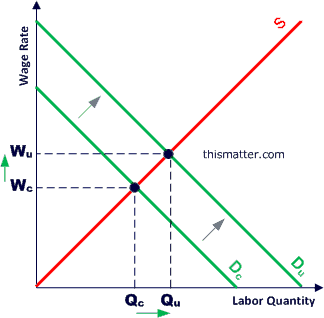 Wage Rate
S
Wu
thismatter.com
Wc
Dc
Du
Qc
Qu
Labor Quantity